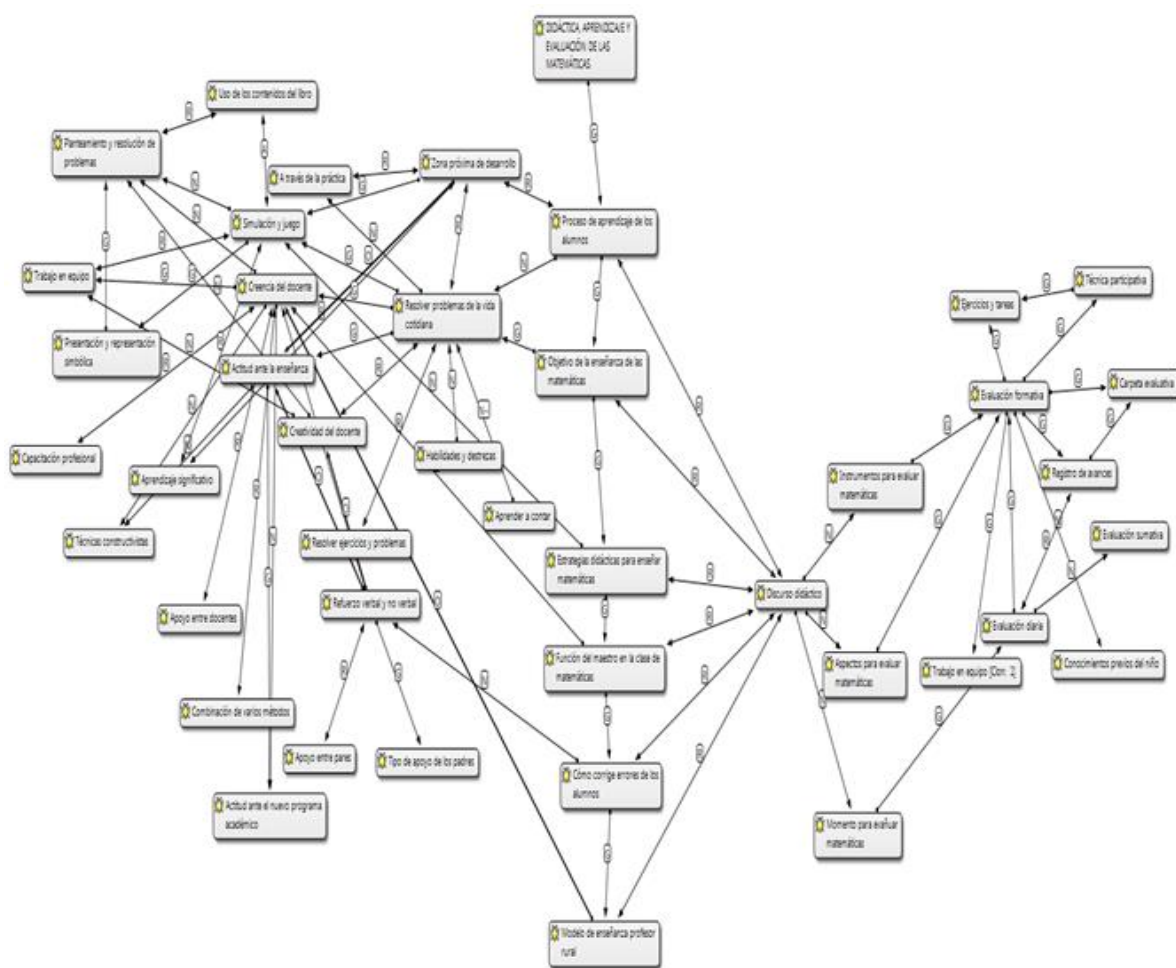 DIDÁCTICA, APRENDIZAJE Y
EVALUACIÓN DE LAS
MATEMÁTICAS
Uso de los contenidos del libro
Planteamiento y resolución de
problemas
A través de la práctica
Zona próxima de desarrollo
Simulación y juego
Proceso de aprendizaje de los
alumnos
Trabajo en equipo
Creencia del docente
Resolver problemas de la vida
cotidiana
Ejercicios y tareas
Técnica participativa
Presentación y representación
simbólica
Actitud ante la enseñanza
Objetivo de la enseñanza de las
matemáticas
Evaluación formativa
Carpeta evaluativa
Creatividad del docente
Capacitación profesional
Habilidades y destrezas
Aprendizaje significativo
Instrumentos para evaluar
matemáticas
Registro de avances
Aprender a contar
Técnicas constructivistas
Resolver ejercicios y problemas
Evaluación sumativa
Estrategias didácticas para enseñar
matemáticas
Discurso didáctico
Apoyo entre docentes
Refuerzo verbal y no verbal
Evaluación diaria
Función del maestro en la clase de
matemáticas
Aspectos para evaluar
matemáticas
Trabajo en equipo
Conocimientos previos del niño
Combinación de varios métodos
Apoyo entre pares
Tipo de apoyo de los padres
Cómo corrige errores de los
alumnos
Actitud ante el nuevo programa
académico
Momento para evaluar
matemáticas
Modelo de enseñanza profesor
rural